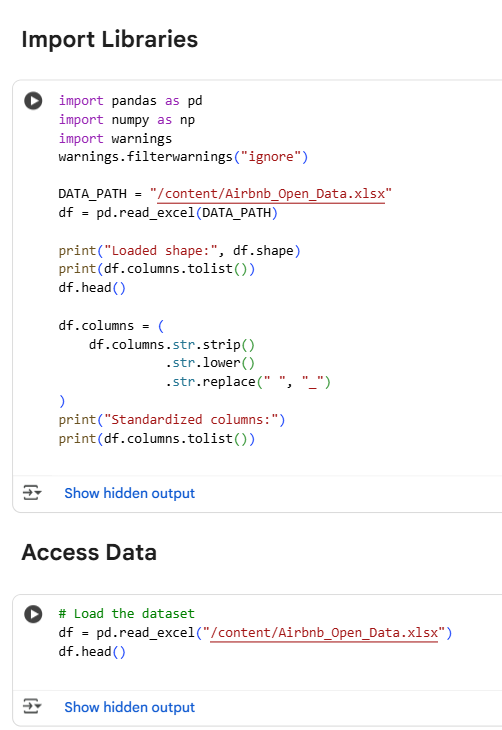 Import Libraries
import pandas as pd
import numpy as np
import warnings
warnings.filterwarnings("ignore")
DATA_PATH = "/content/Airbnb_Open_Data.xlsx"
df = pd.read_excel(DATA_PATH)
print("Loaded shape:", df.shape)
print(df.columns.tolist())
df.head()
df.columns = (
    df.columns.str.strip()
              .str.lower()
              .str.replace(" ", "_")
)
print("Standardized columns:")
print(df.columns.tolist())
Show hidden output
Access Data
# Load the dataset
df = pd.read_excel("/content/Airbnb_Open_Data.xlsx")
df.head()
Show hidden output